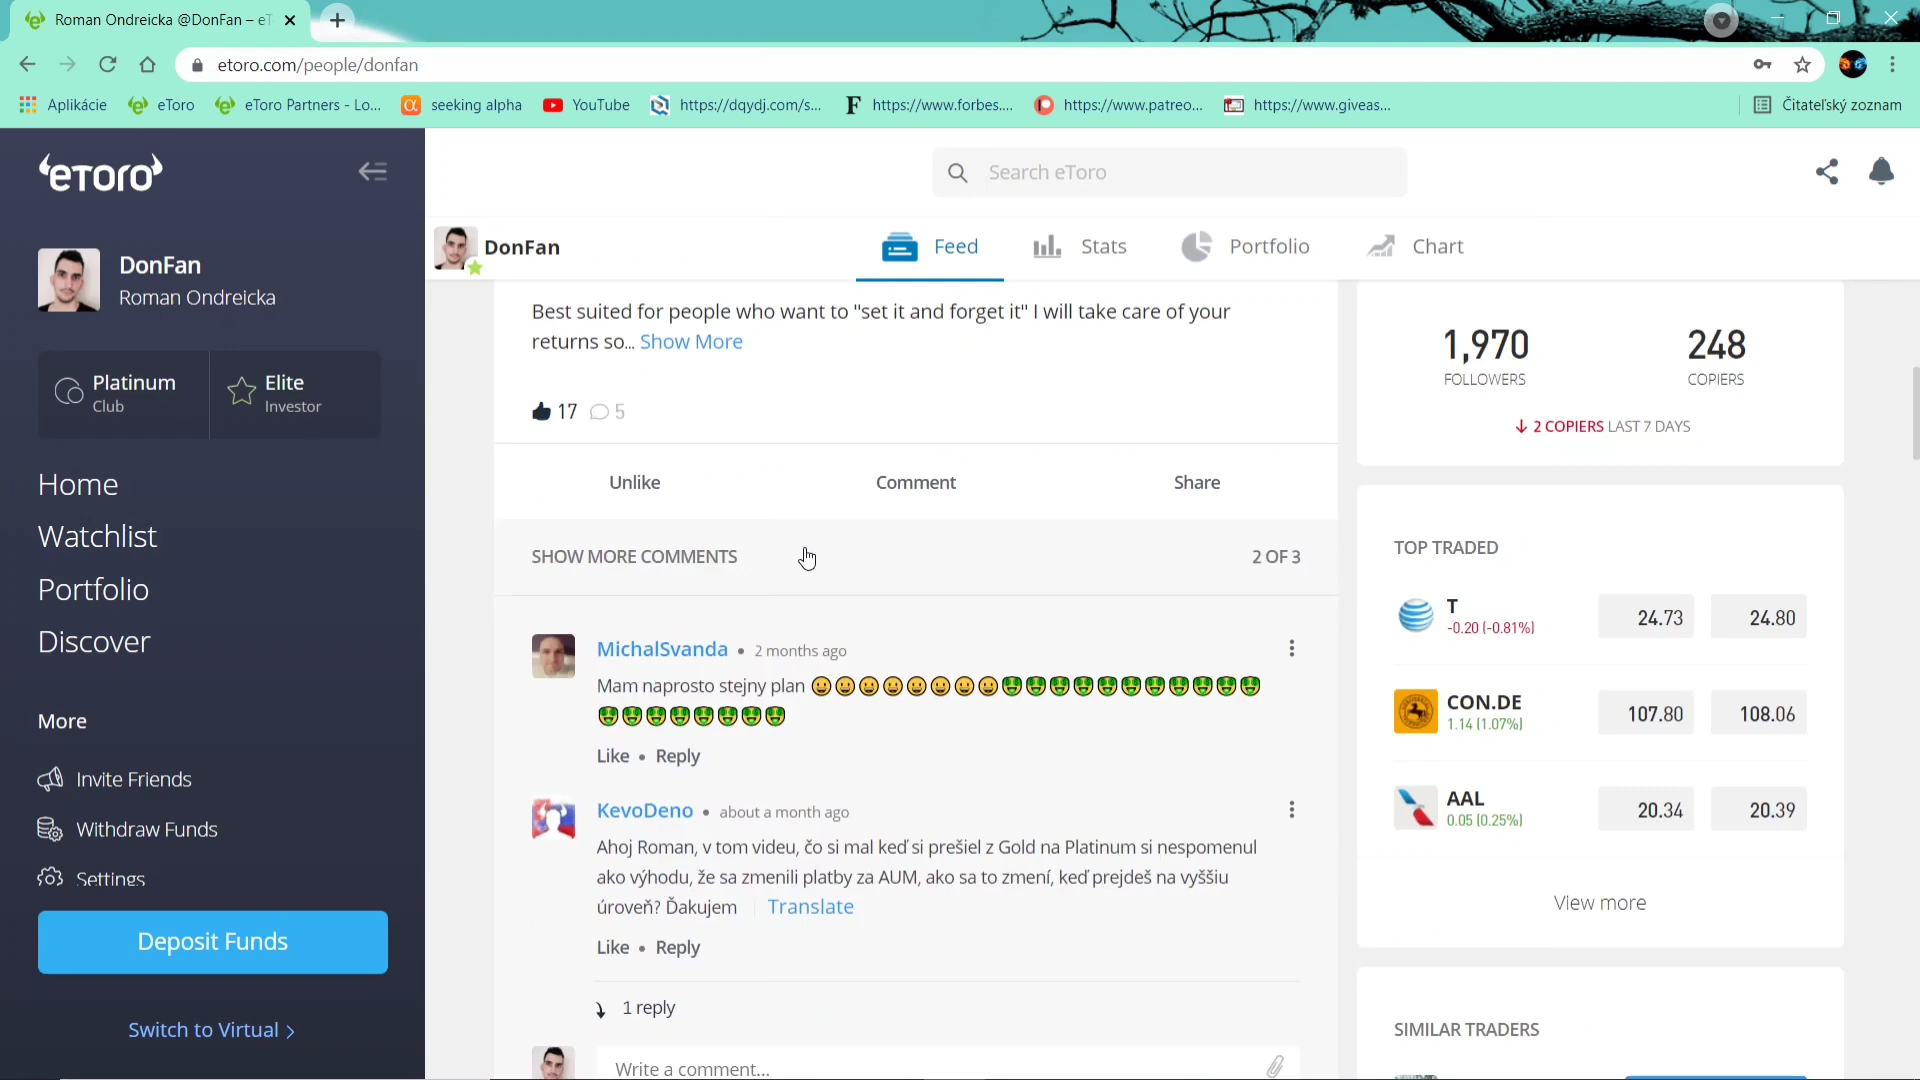 Roman Ondreicka @DonFan – eT
etoro.com/people/donfan
Aplikácie
eToro
eToro Partners - Lo...
seeking alpha
YouTube
https://dqydj.com/s...
https://www.forbes....
https://www.patreo...
https://www.giveas...
Čitateľský zoznam
eToro
Search eToro
DonFan
Roman Ondreicka
Platinum
Club
Elite
Investor
Home
Watchlist
Portfolio
Discover
More
Invite Friends
Withdraw Funds
Settings
Deposit Funds
Switch to Virtual >
DonFan
Feed
Stats
Portfolio
Chart
Best suited for people who want to "set it and forget it" I will take care of your
returns so... Show More
17
5
Unlike
Comment
Share
SHOW MORE COMMENTS
2 OF 3
MichalSvanda • 2 months ago
Mam naprosto stejny plan 😀😀😀😀😀😀😀😀🤑🤑🤑🤑🤑🤑🤑🤑🤑🤑🤑
🤑🤑🤑🤑🤑🤑🤑🤑
Like • Reply
KevoDeno • about a month ago
Ahoj Roman, v tom videu, čo si mal keď si prešiel z Gold na Platinum si nespomenul
ako výhodu, že sa zmenili platby za AUM, ako sa to zmení, keď prejdeš na vyššiu
úroveň? Ďakujem
Translate
Like • Reply
1 reply
Write a comment...
1,970
FOLLOWERS
248
COPIERS
2 COPIERS LAST 7 DAYS
TOP TRADED
T
-0.20 (-0.81%)
24.73
24.80
CON.DE
1.14 (1.07%)
107.80
108.06
AAL
0.05 (0.25%)
20.34
20.39
View more
SIMILAR TRADERS